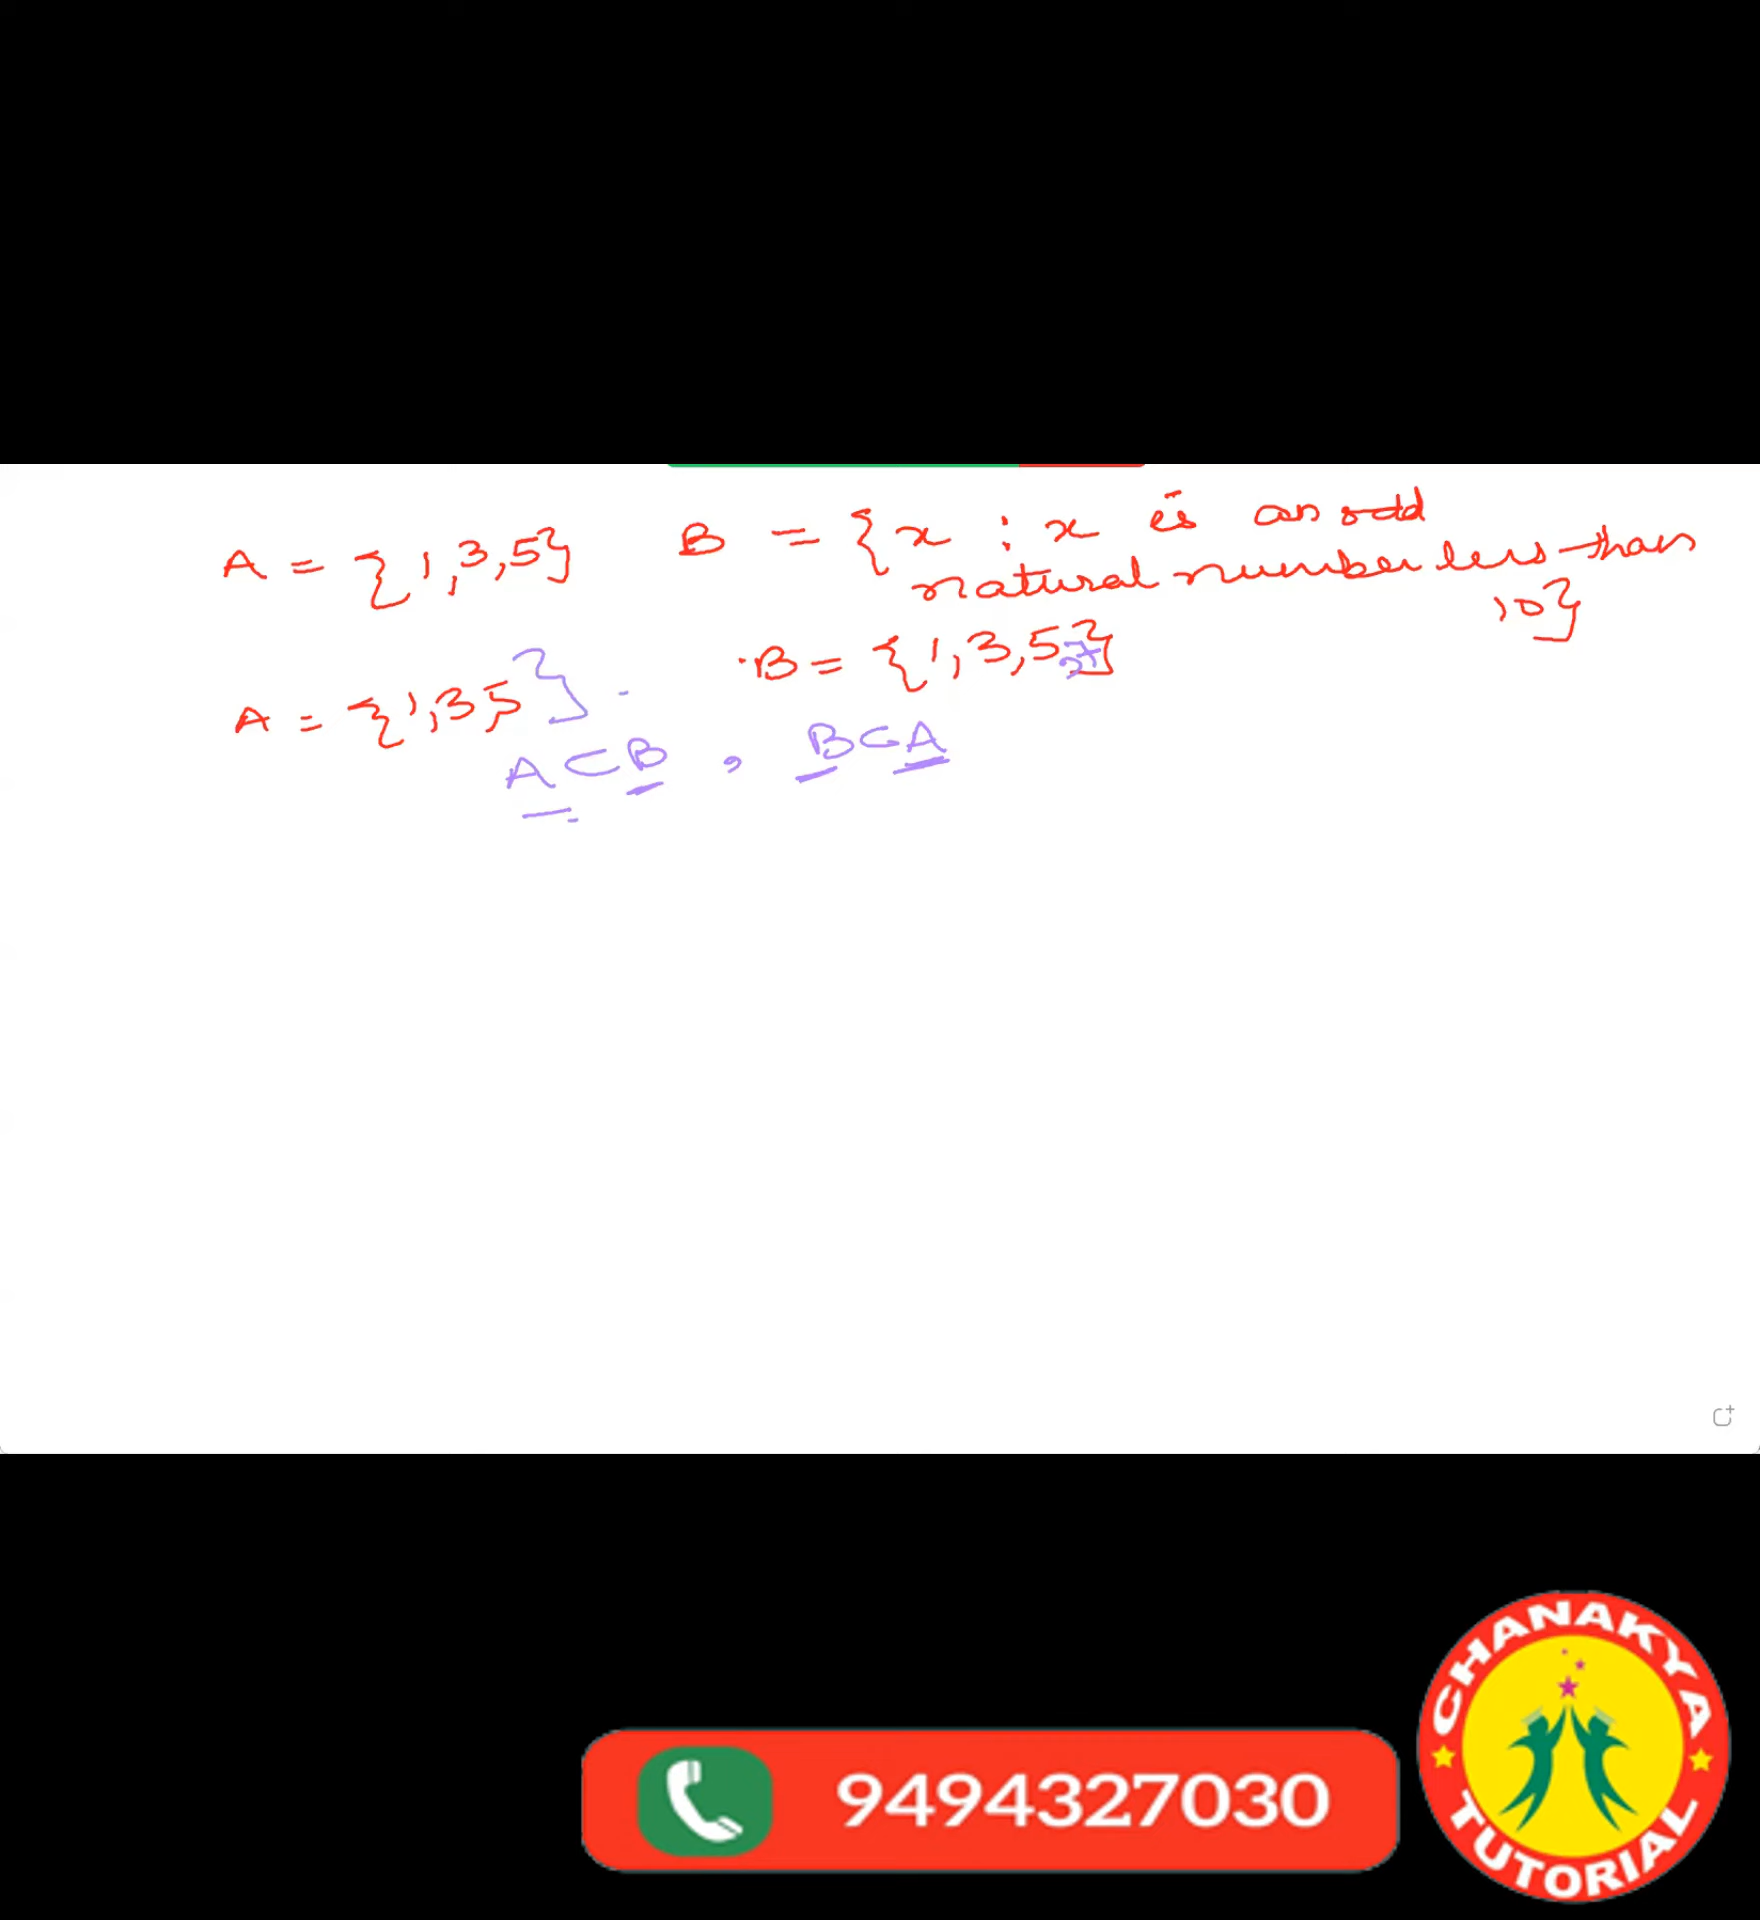 A = {1,3,5} B = {x : x is an odd
natural number less than
10}
A = {1,3,5}. B = {1,3,5,7}
A ⊂ B , B ⊂ A
9494327030
CHANAKYA
TUTORIAL